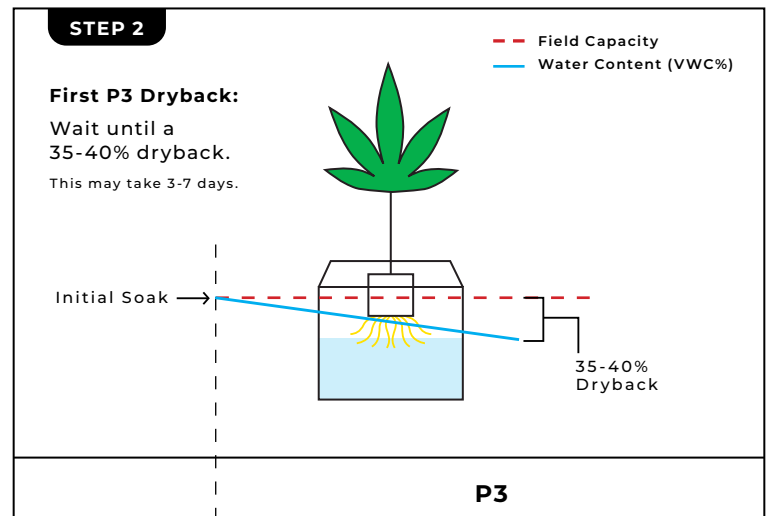 STEP 2
Field Capacity
Water Content (VWC%)
First P3 Dryback:
Wait until a
35-40% dryback.
This may take 3-7 days.
Initial Soak
35-40%
Dryback
P3